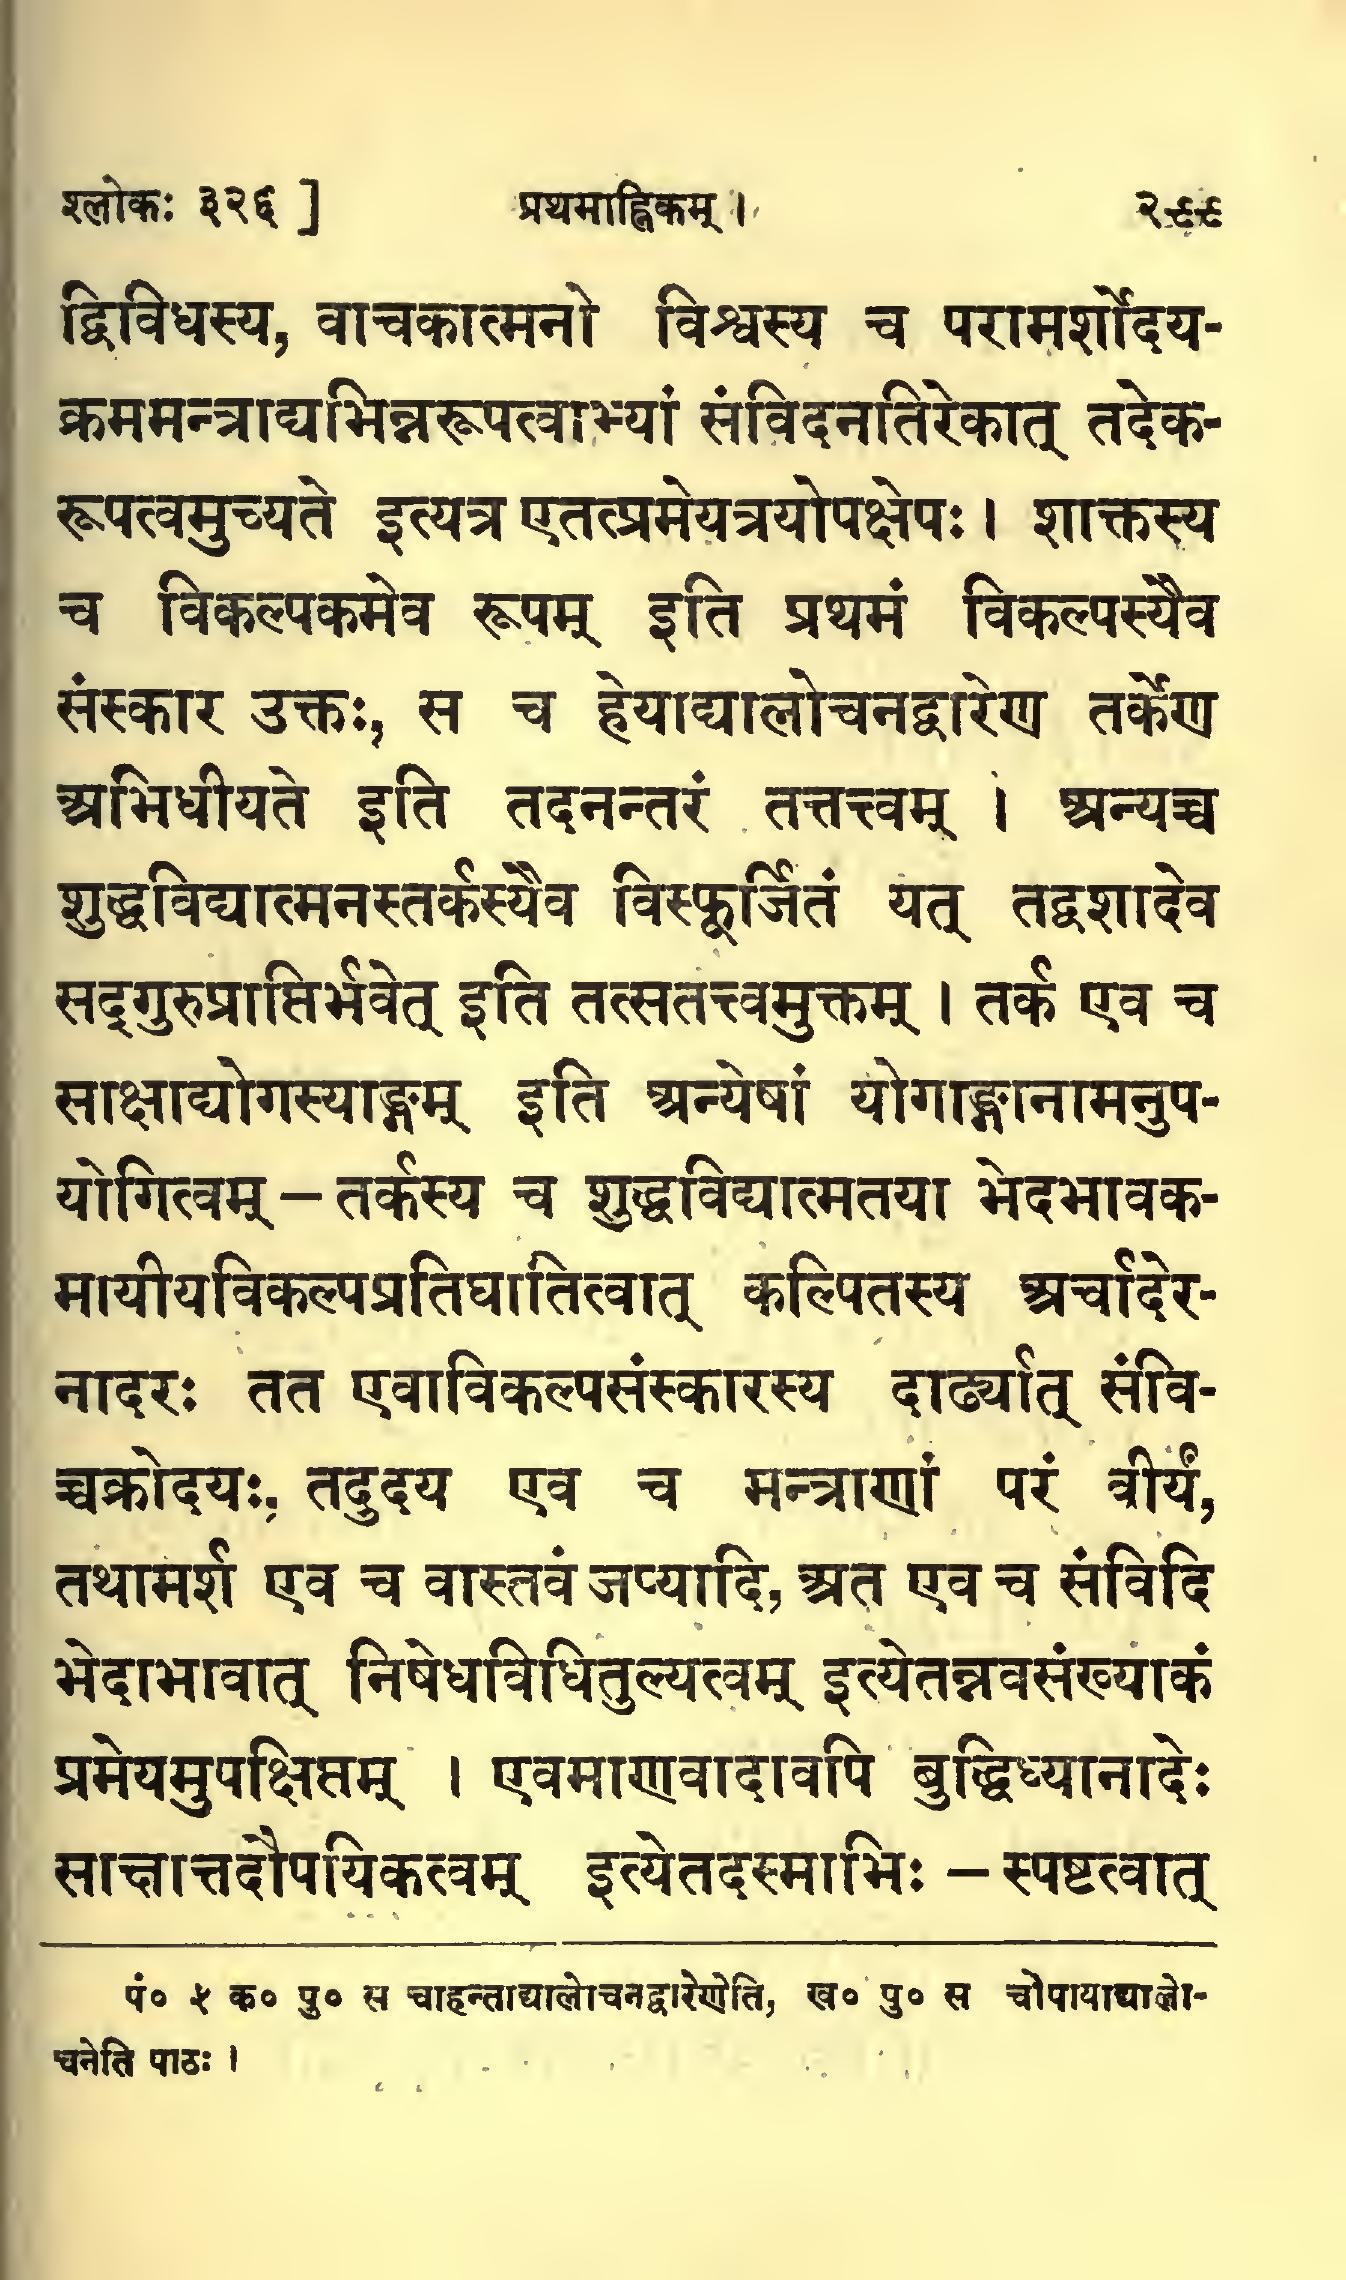 श्लोकः ३२६ ] प्रथमाह्निकम् । २९९
द्विविधस्य, वाचकात्मनो विश्वस्य च परामर्शोदय-
क्रममन्त्राद्यभिन्नरूपत्वाभ्यां संविदनतिरेकात् तदेक-
रूपत्वमुच्यते इत्यत्र एतत्प्रमेयत्रयोपक्षेपः । शाक्तस्य
च विकल्पकमेव रूपम् इति प्रथमं विकल्पस्यैव
संस्कार उक्तः, स च हेयाद्यालोचनद्वारेण तर्केण
अभिधीयते इति तदनन्तरं तत्तत्त्वम् । अन्यच्च
शुद्धविद्यात्मनस्तर्कस्यैव विस्फूर्जितं यत् तद्वशादेव
सद्गुरुप्राप्तिर्भवेत् इति तत्सतत्त्वमुक्तम् । तर्क एव च
साक्षाद्योगस्याङ्गम् इति अन्येषां योगाङ्गानामनुप-
योगित्वम् – तर्कस्य च शुद्धविद्यात्मतया भेदभावक-
मायीयविकल्पप्रतिघातित्वात् कल्पितस्य अर्चादेर-
नादरः तत एवाविकल्पसंस्कारस्य दार्ढ्यात् संवि-
च्चक्रोदयः, तदुदय एव च मन्त्राणां परं वीर्यं,
तथामर्श एव च वास्तवं जप्यादि, अत एव च संविदि
भेदाभावात् निषेधविधितुल्यत्वम् इत्येतन्नवसंख्याकं
प्रमेयमुपक्षिप्तम् । एवमाणवादावपि बुद्धिध्यानादेः
साक्षात्तदौपयिकत्वम् इत्येतदस्माभिः – स्पष्टत्वात्
पं० ५ क० पु० स चाहन्ताद्यालोचनद्वारेणेति, ख० पु० स चोपायाद्यालो-
चनेति पाठः ।